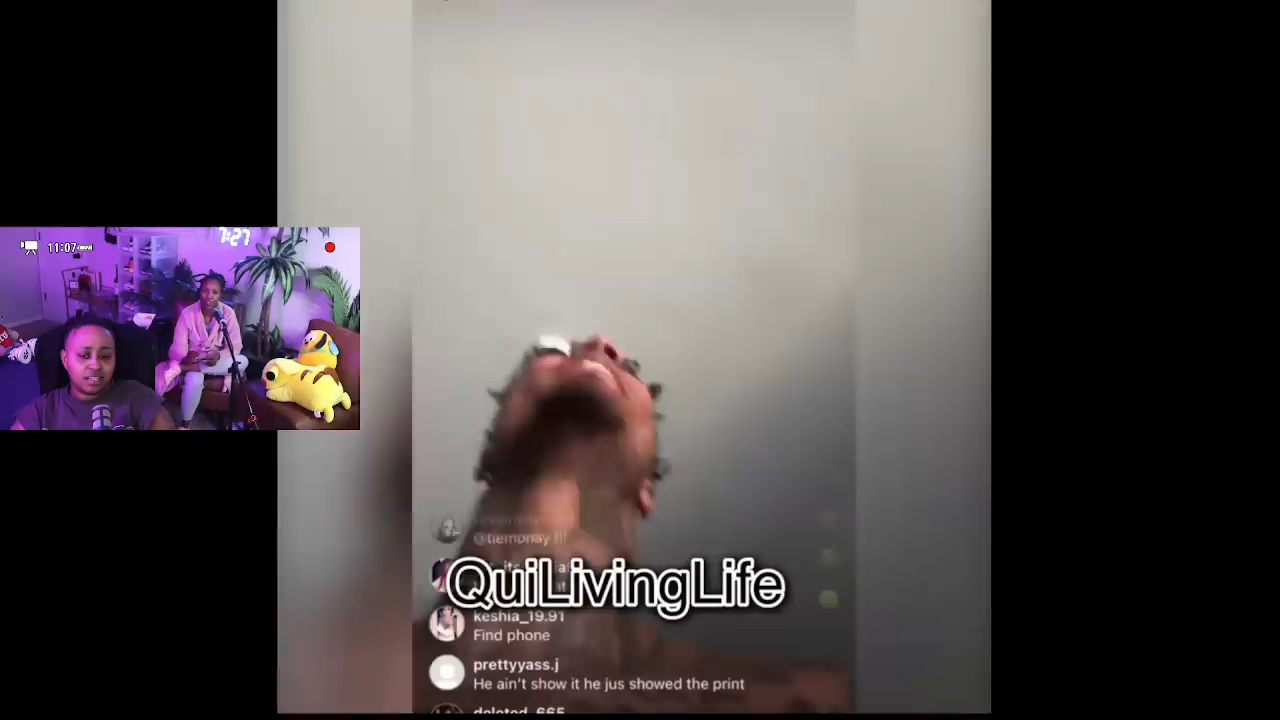 11:07
7:27
@tiemonay !!!
QuiLivingLife
keshia_19.91
Find phone
prettyyass.j
He ain't show it he jus showed the print
deleted_665